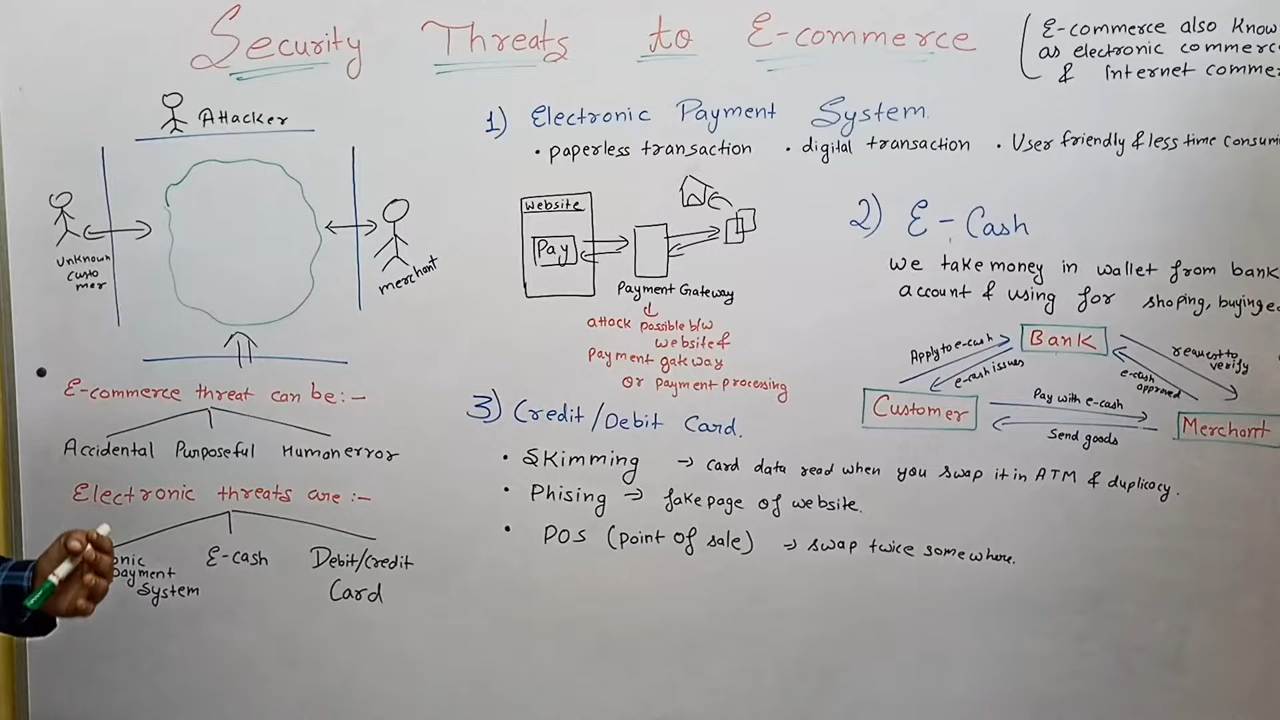 Security Threats to E-commerce
E-commerce also Know
as electronic commerc
& Internet comme
Attacker
Unknown
custo
mer
merchant
E-commerce threat can be:-
Accidental Purposeful Human error
Electronic threats are:-
onic
payment
System
E-cash
Debit/Credit
Card
1) Electronic Payment System
• paperless transaction • digital transaction • User friendly & less time consum
website
Pay
Payment Gateway
attack possible b/w
website &
payment gateway
or payment processing
2) E-Cash
we take money in wallet from bank
account & using for shoping, buying e
Apply to e-cash
e-cash issues
Bank
request to
verify
e-cash
approved
Customer
Pay with e-cash
Send goods
Merchant
3) Credit/Debit Card.
• Skimming → card data read when you swap it in ATM & duplicacy.
• Phising → fake page of website.
• POS (point of sale) → swap twice somewhere.